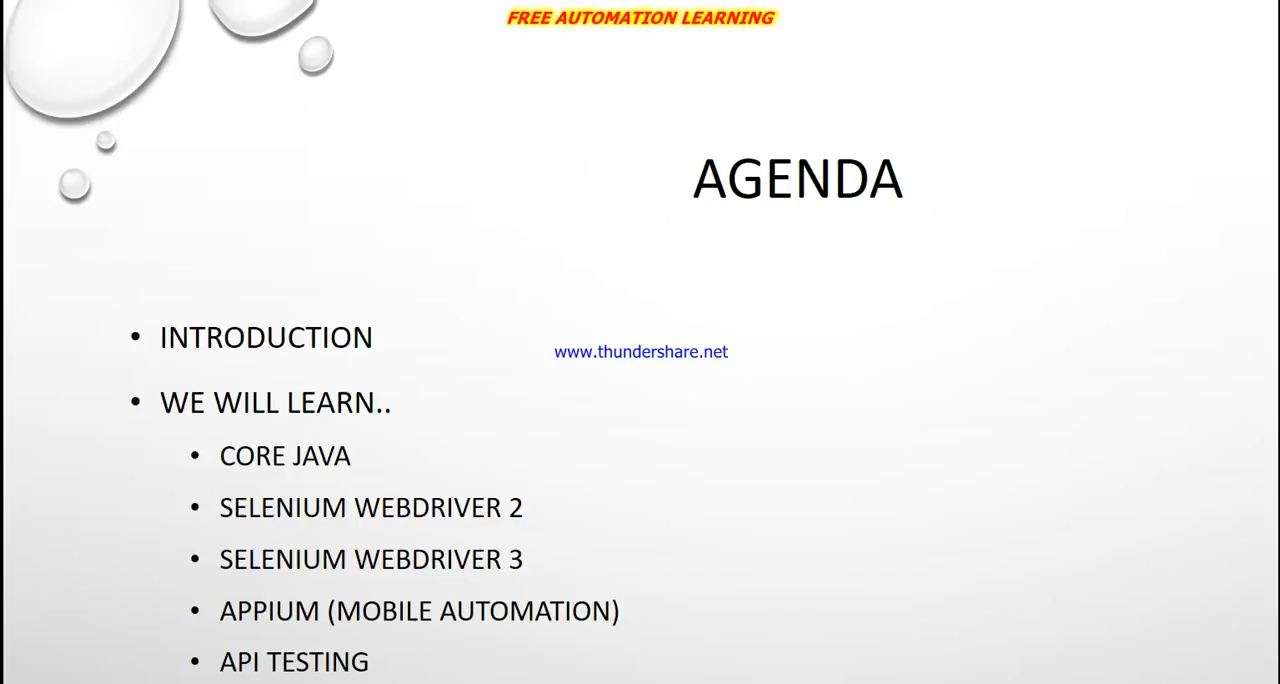 FREE AUTOMATION LEARNING
AGENDA
• INTRODUCTION
www.thundershare.net
• WE WILL LEARN..
• CORE JAVA
• SELENIUM WEBDRIVER 2
• SELENIUM WEBDRIVER 3
• APPIUM (MOBILE AUTOMATION)
• API TESTING